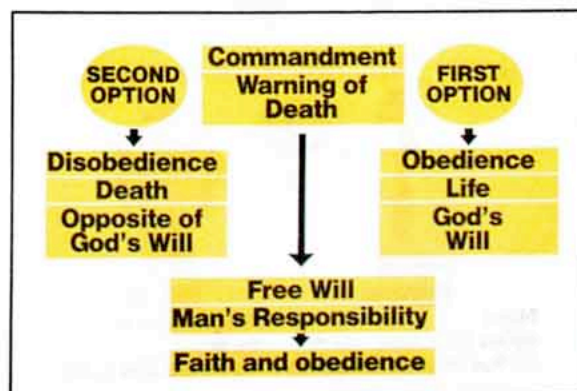 SECOND
OPTION
Disobedience
Death
Opposite of
God's Will
Commandment
Warning of
Death
FIRST
OPTION
Obedience
Life
God's
Will
Free Will
Man's Responsibility
Faith and obedience